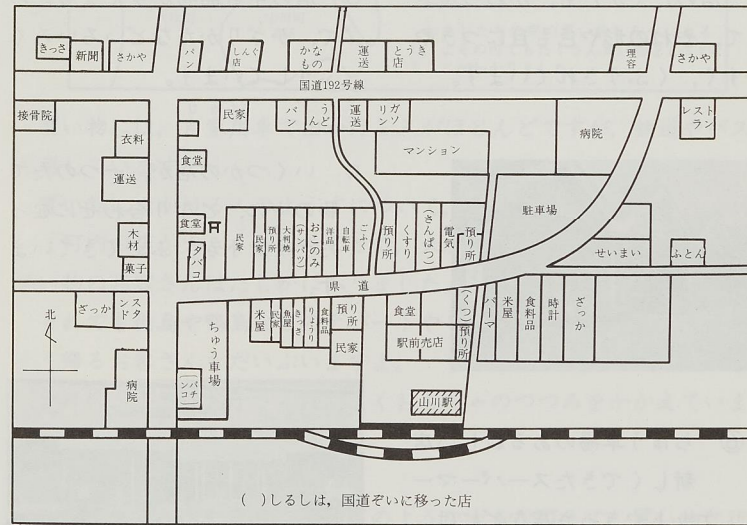 きっさ
新聞
さかや
パン
しんぐ店
かなもの
運送
とうき店
理容
さかや
国道192号線
接骨院
衣料
運送
民家
パン
うどん
運送
ガソリン
マンション
病院
レストラン
食堂
食堂
タバコ
木材
菓子
民家
民家
預り所
大判焼
(サンパツ)
おこのみ
洋品
自転車
ごふく
預り所
くすり
(さんぱつ)
電気
預り所
駐車場
せいまい
ふとん
県道
ざっか
スタンド
北
病院
ちゅう車場
(パチンコ)
米屋
民家
魚屋
きっさ
りょうり
食料品
預り所
民家
食堂
駅前売店
(くつ)
預り所
パーマ
米屋
食料品
時計
ざっか
山川駅
( )しるしは,国道ぞいに移った店